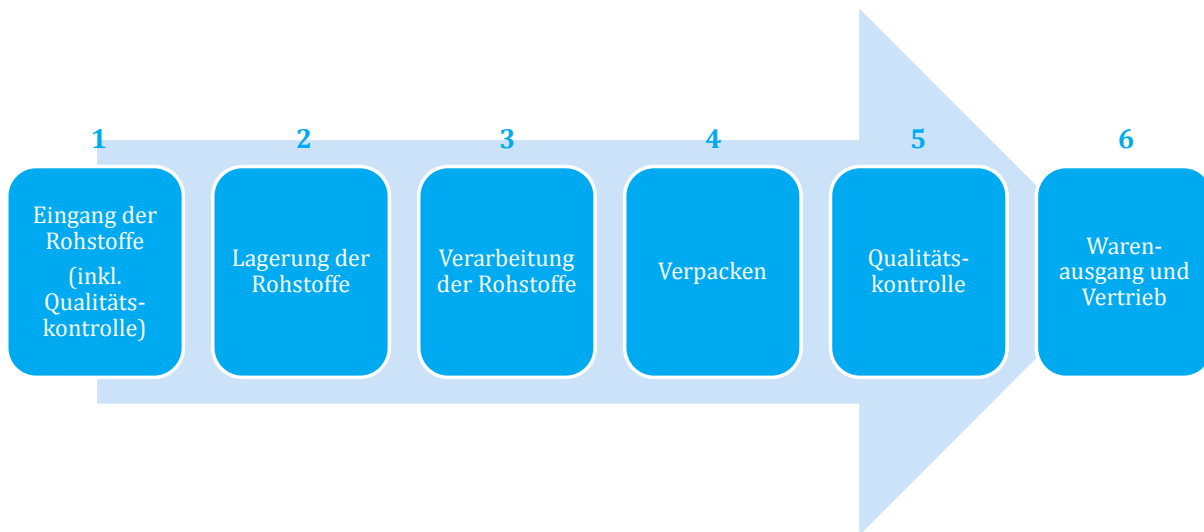 1
2
3
4
5
6
Eingang der
Rohstoffe
(inkl.
Qualitäts-
kontrolle)
Lagerung der
Rohstoffe
Verarbeitung
der Rohstoffe
Verpacken
Qualitäts-
kontrolle
Waren-
ausgang und
Vertrieb